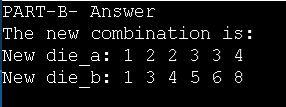 PART-B- Answer
The new combination is:
New die_a: 1 2 2 3 3 4
New die_b: 1 3 4 5 6 8